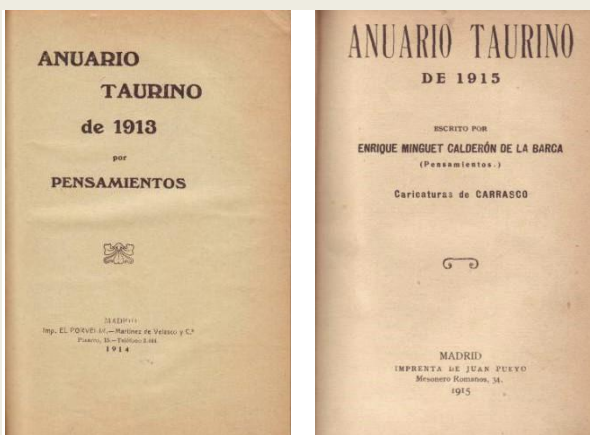 ANUARIO
TAURINO
de 1913
por
PENSAMIENTOS
MADRID
Imp. EL PORVENIR.—Martínez de Velasco y C.ª
1914
ANUARIO TAURINO
DE 1915
ESCRITO POR
ENRIQUE MINGUET CALDERÓN DE LA BARCA
(Pensamientos.)
Caricaturas de CARRASCO
MADRID
IMPRENTA DE JUAN PUEYO
Mesonero Romanos, 34.
1915